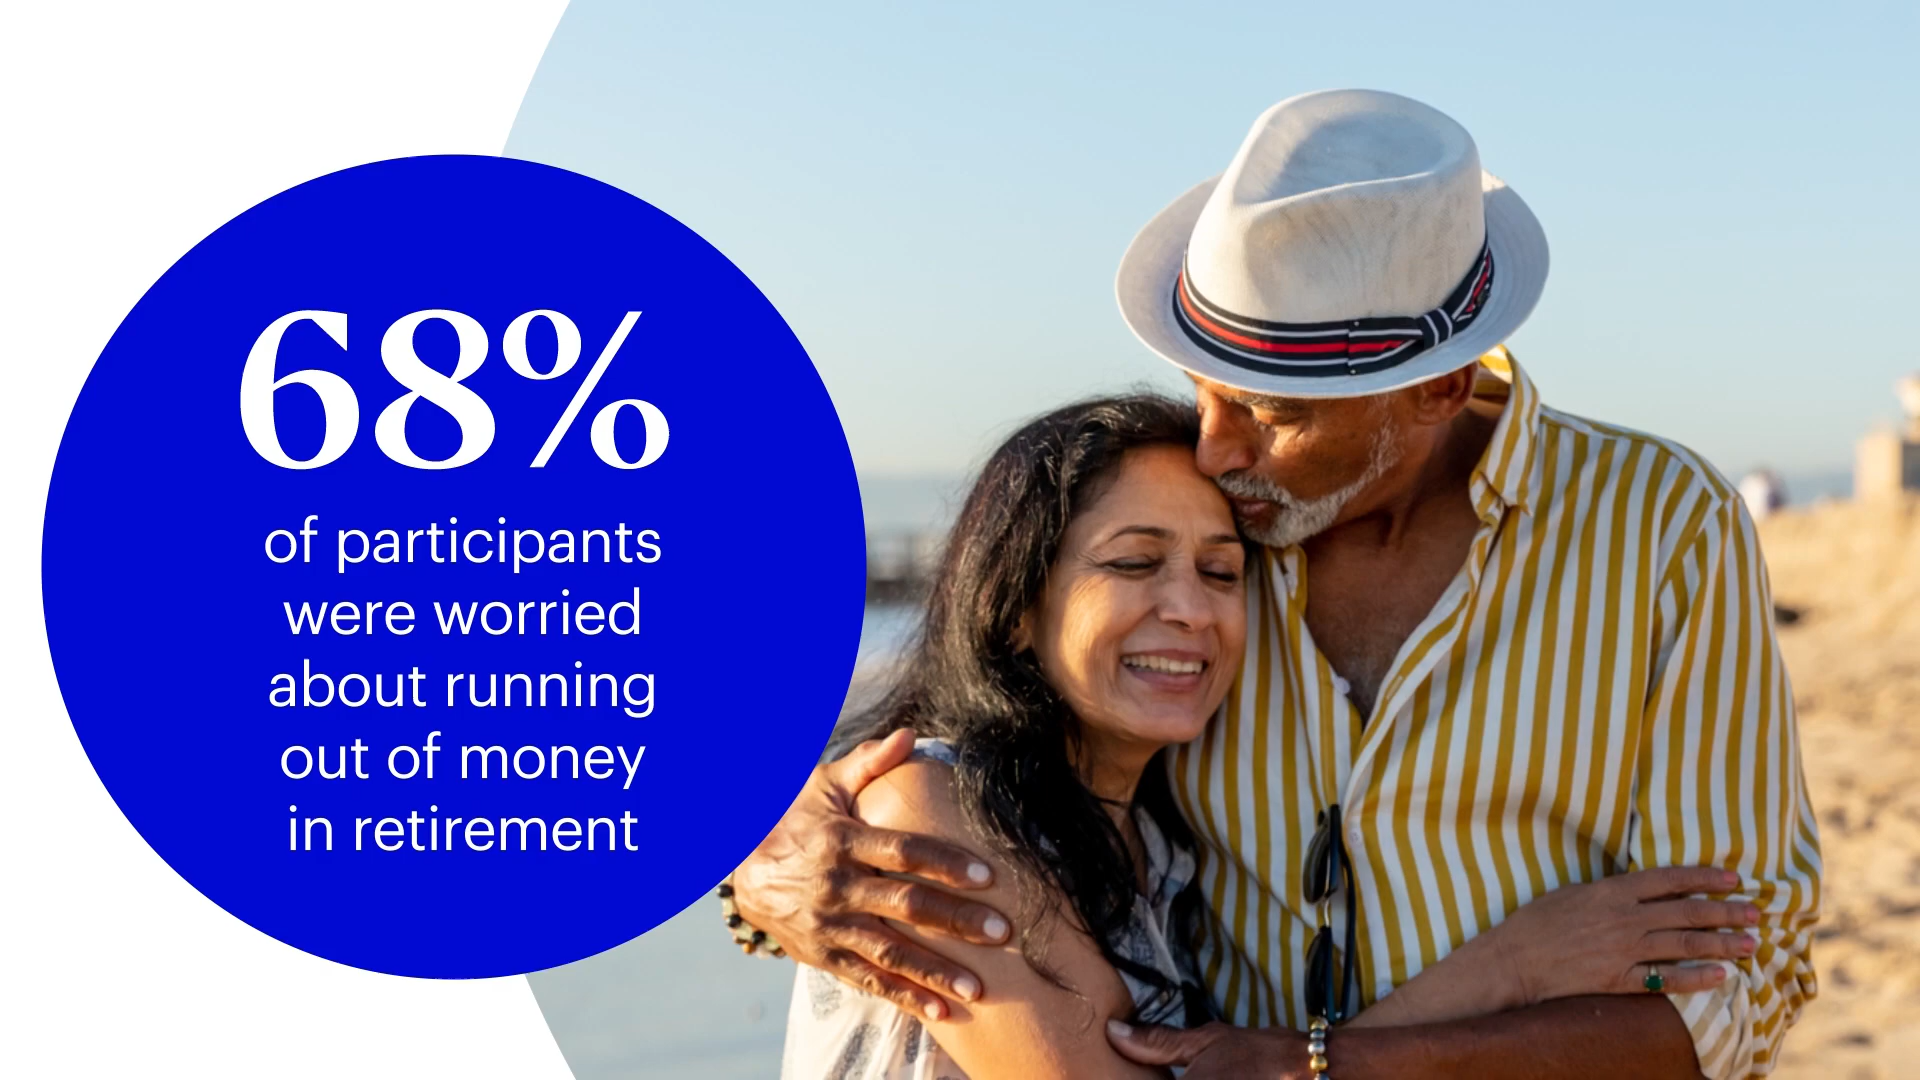 68%
of participants
were worried
about running
out of money
in retirement